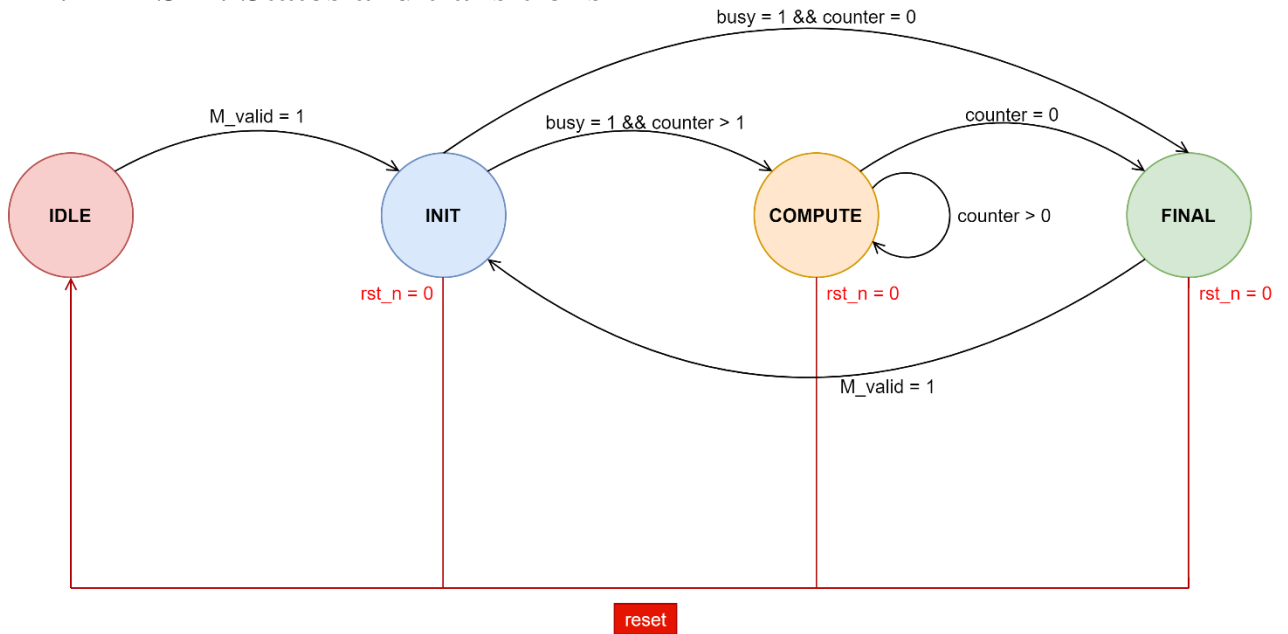 busy = 1 && counter = 0
M_valid = 1
busy = 1 && counter > 1
counter = 0
IDLE
INIT
COMPUTE
counter > 0
FINAL
rst_n = 0
rst_n = 0
rst_n = 0
M_valid = 1
reset